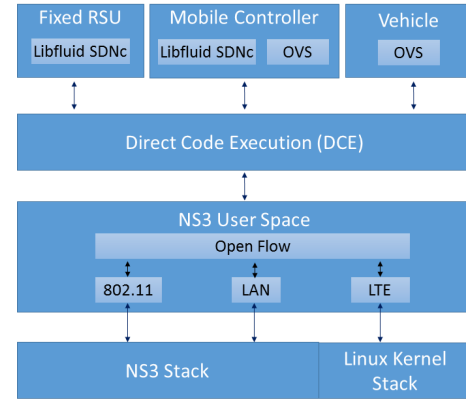 Fixed RSU
Libfluid SDNc
Mobile Controller
Libfluid SDNc
OVS
Vehicle
OVS
Direct Code Execution (DCE)
NS3 User Space
Open Flow
802.11
LAN
LTE
NS3 Stack
Linux Kernel
Stack